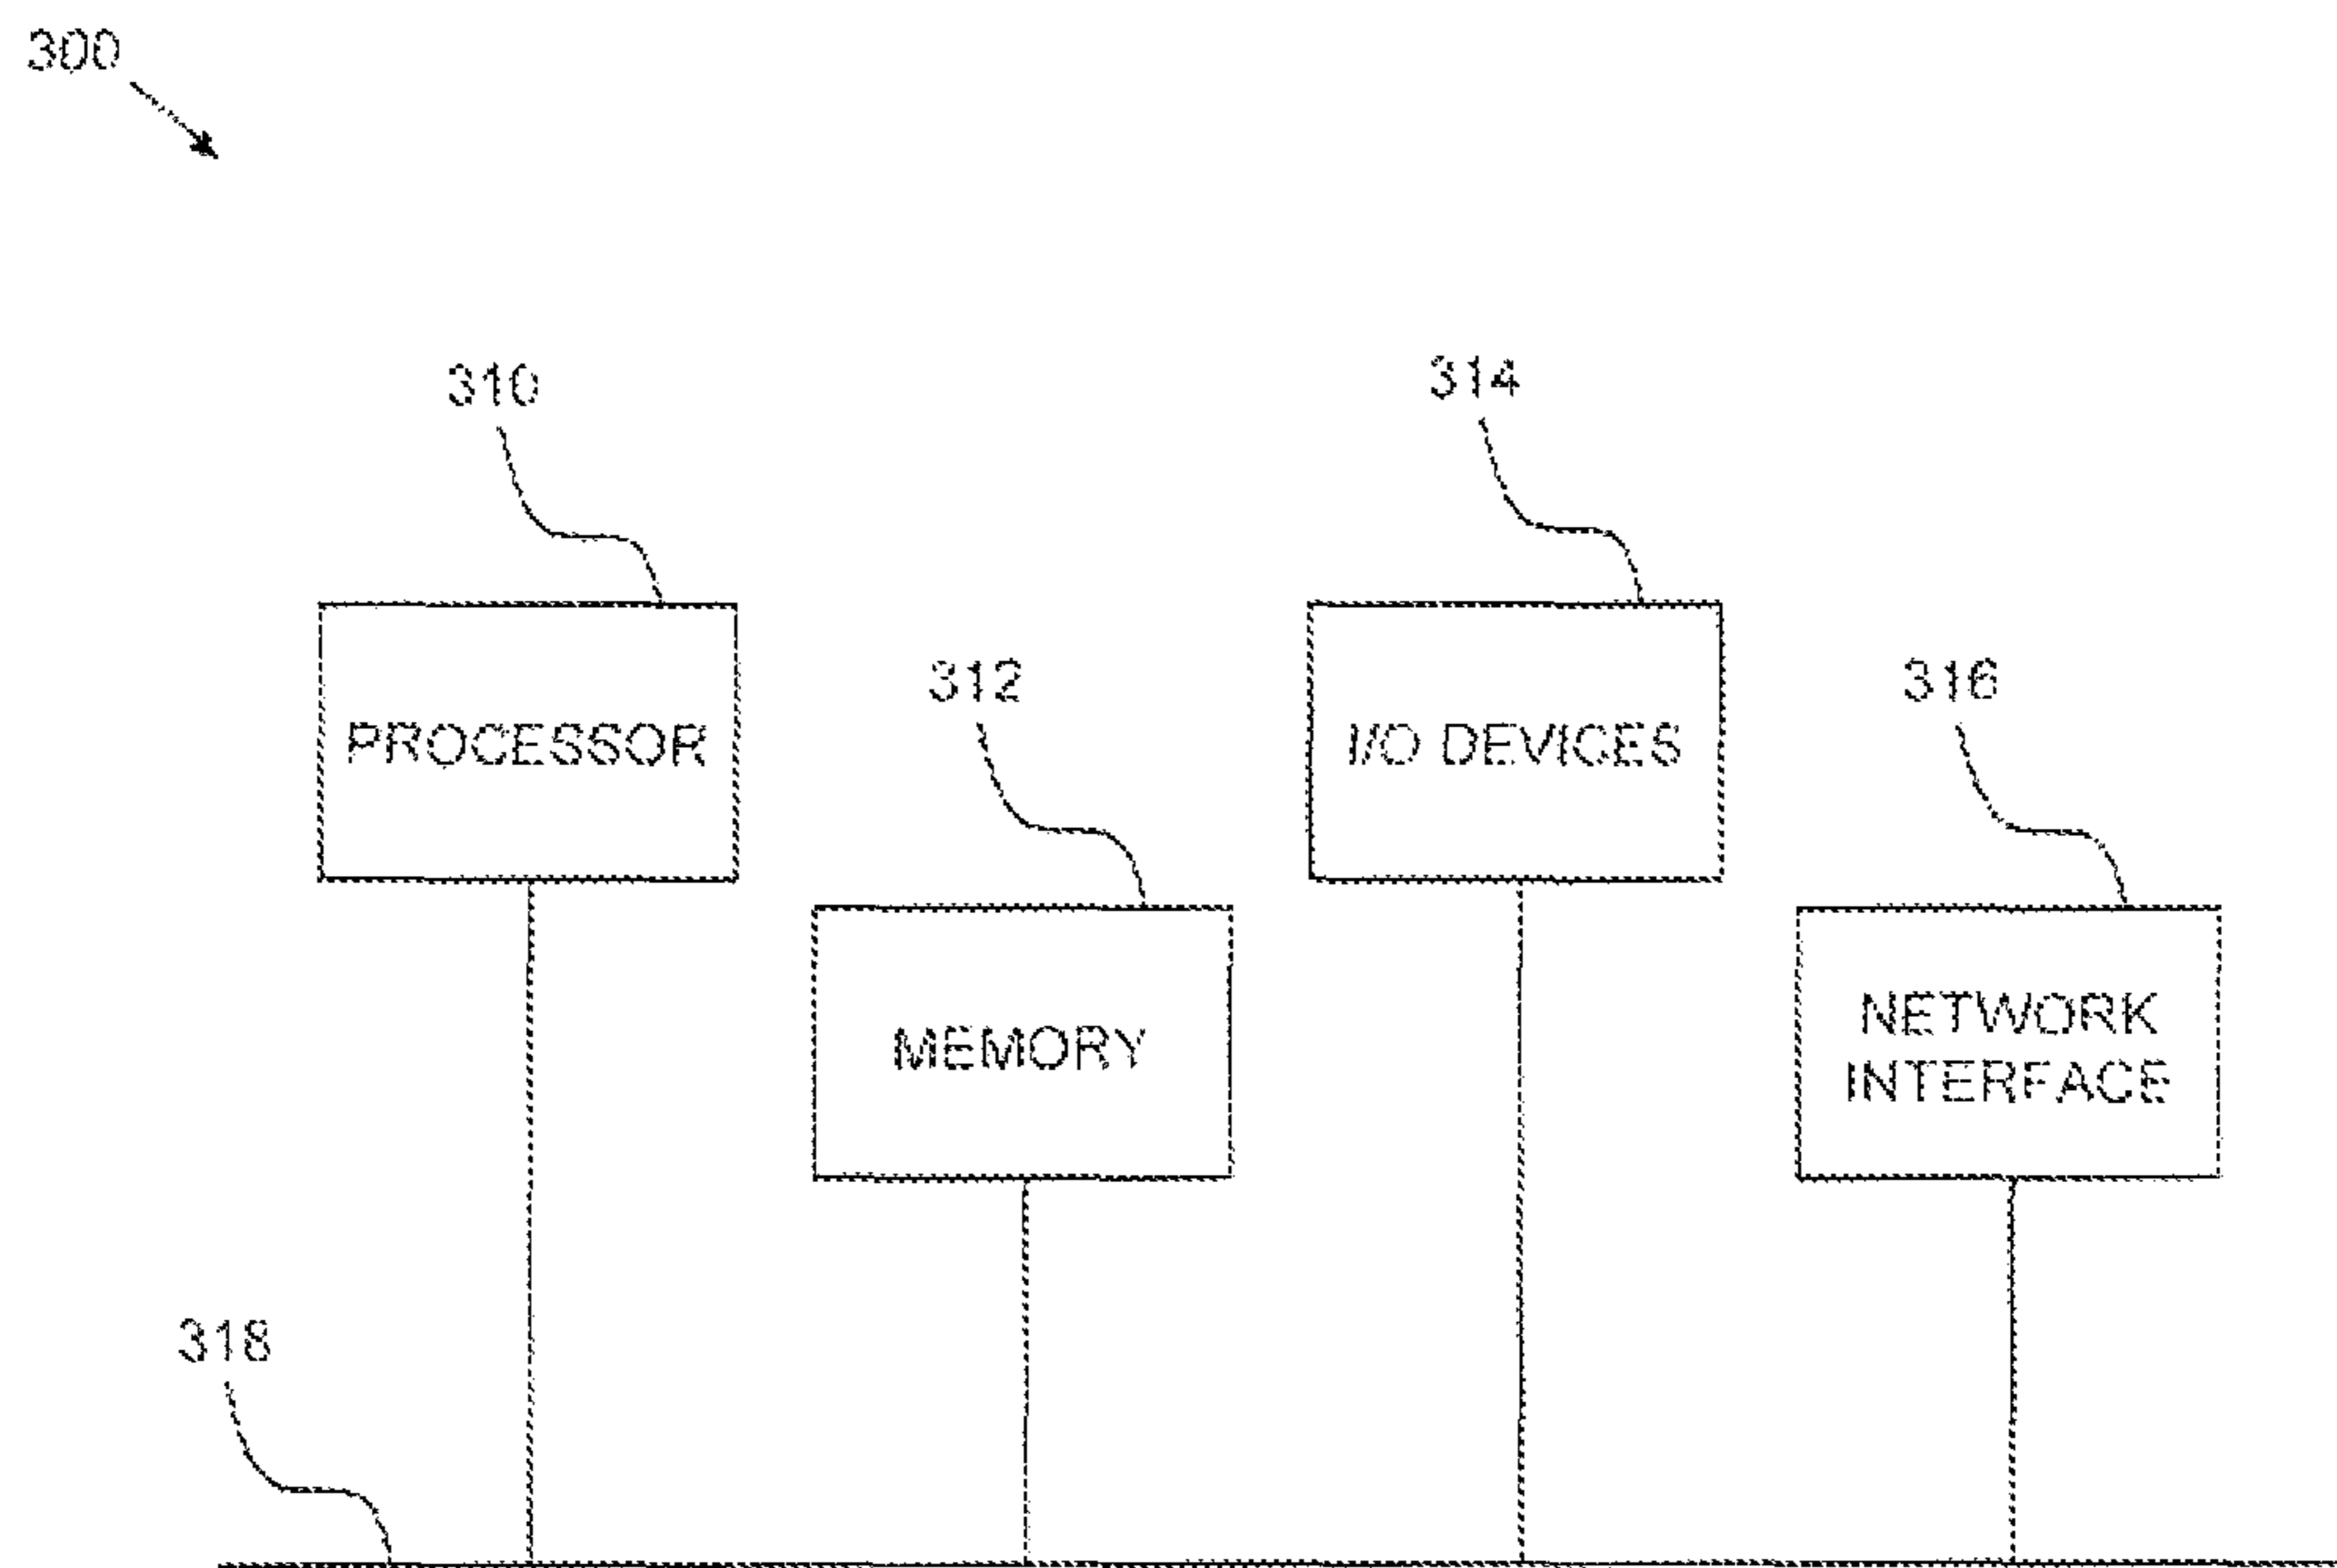 300
310
314
312
316
PROCESSOR
I/O DEVICES
MEMORY
NETWORK
INTERFACE
318